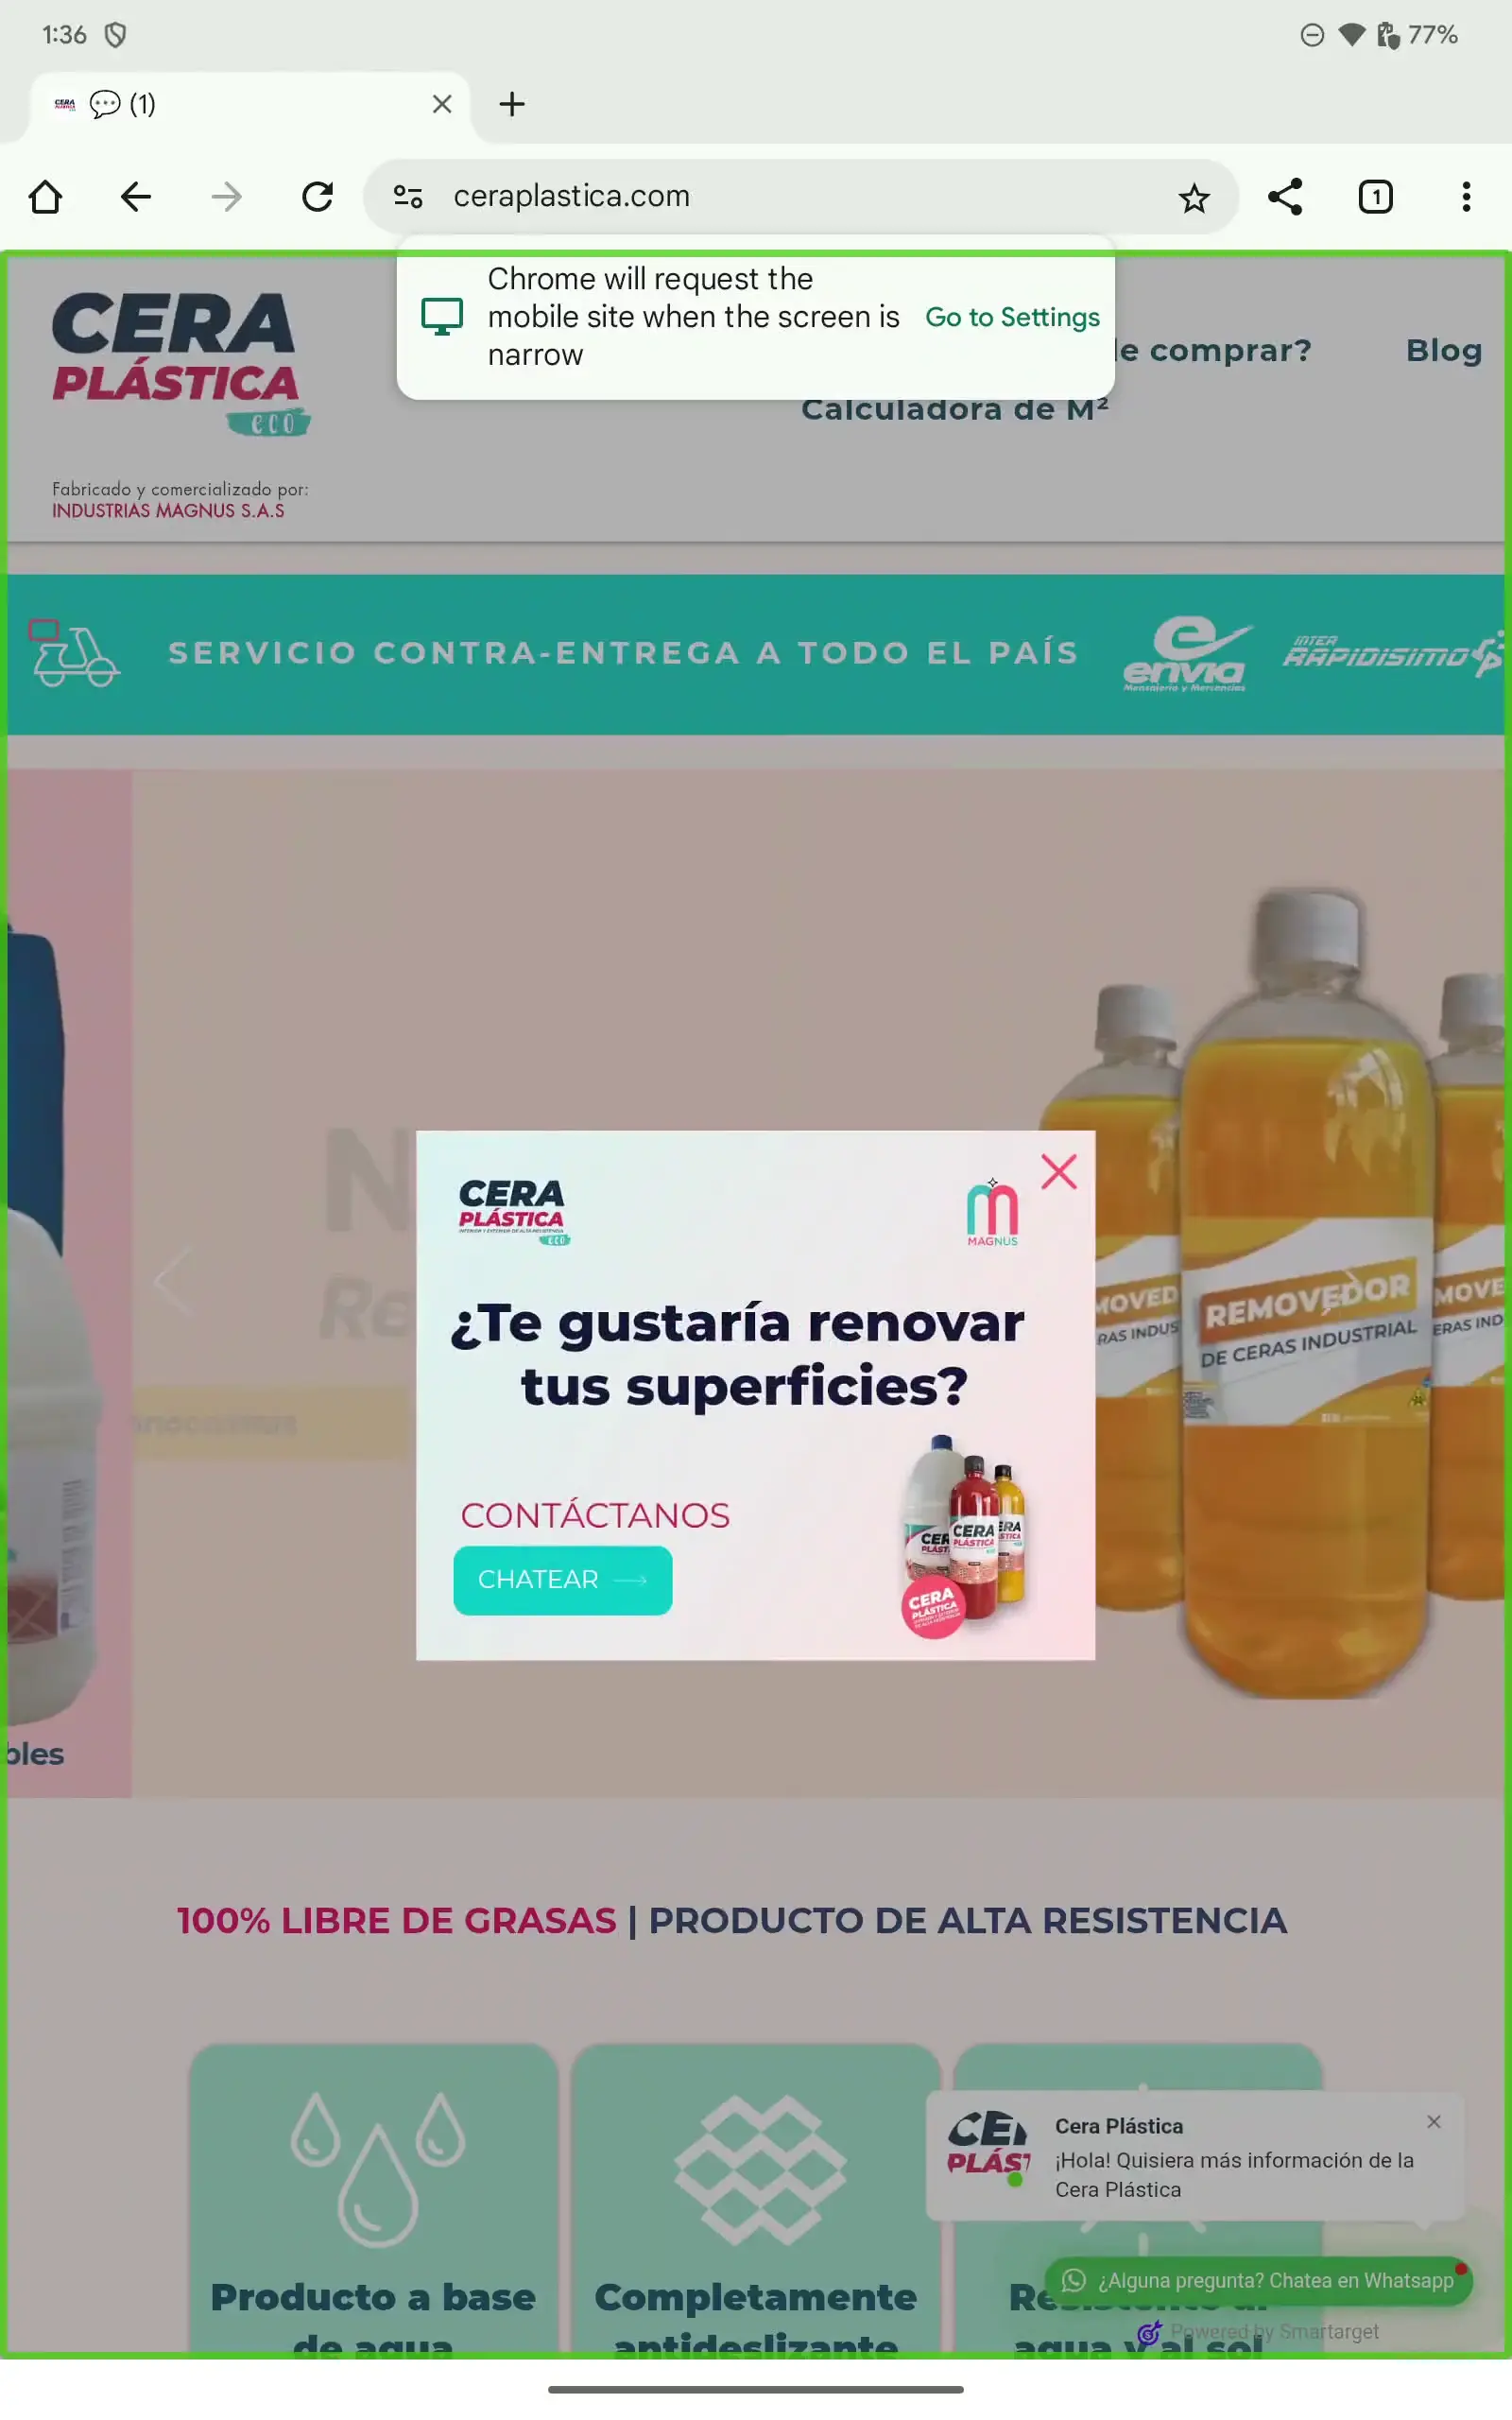 1:36
77%
(1)
ceraplastica.com
1
Chrome will request the
mobile site when the screen is
narrow
Go to Settings
CERA
PLÁSTICA
eco
Fabricado y comercializado por:
INDUSTRIAS MAGNUS S.A.S
comprar?
Blog
Calculadora de M²
SERVICIO CONTRA-ENTREGA A TODO EL PAÍS
envia
Mensajería y Mercancías
INTER
RAPIDISIMO
CERA
PLÁSTICA
eco
MAGNUS
¿Te gustaría renovar
tus superficies?
CONTÁCTANOS
CHATEAR
CERA
PLÁSTICA
CERA
PLÁSTICA
REMOVEDOR
DE CERAS INDUSTRIAL
100% LIBRE DE GRASAS | PRODUCTO DE ALTA RESISTENCIA
Producto a base
de agua
Completamente
antideslizante
agua y al sol
Cera Plástica
¡Hola! Quisiera más información de la
Cera Plástica
¿Alguna pregunta? Chatea en Whatsapp
Powered by Smartarget